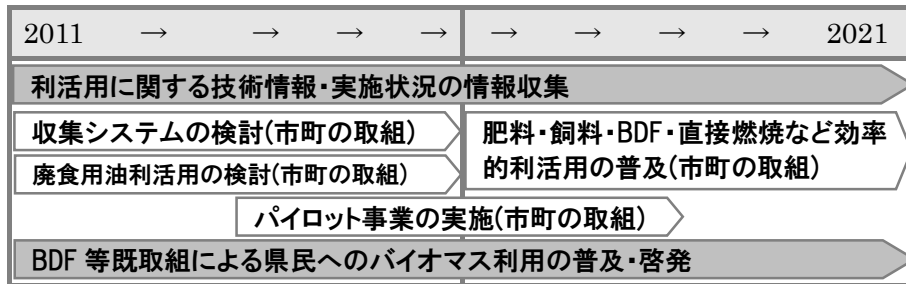 2011 → → → → → → → → 2021
利活用に関する技術情報・実施状況の情報収集
収集システムの検討(市町の取組)
廃食用油利活用の検討(市町の取組)
肥料・飼料・BDF・直接燃焼など効率
的利活用の普及(市町の取組)
パイロット事業の実施(市町の取組)
BDF 等既取組による県民へのバイオマス利用の普及・啓発